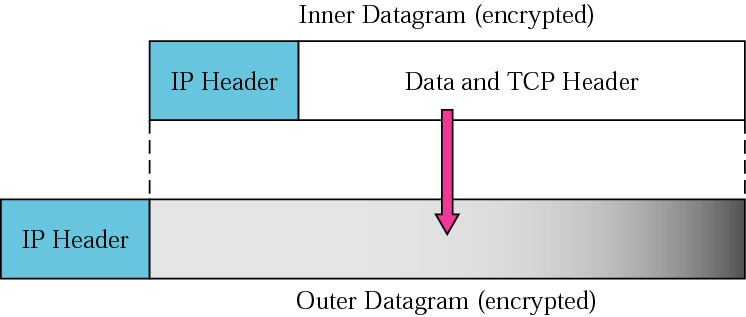 Inner Datagram (encrypted)
IP Header
Data and TCP Header
IP Header
Outer Datagram (encrypted)